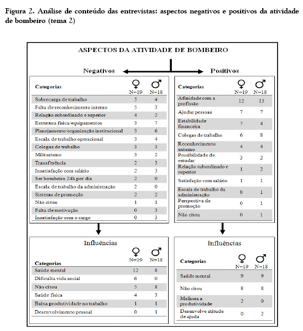 Figura 2. Análise de conteúdo das entrevistas: aspectos negativos e positivos da atividade
de bombeiro (tema 2)
ASPECTOS DA ATIVIDADE DE BOMBEIRO
Negativos
Positivos
Categorias ♀ N=19 ♂ N=18
Sobrecarga de trabalho 5 4
Falta de reconhecimento interno 5 3
Relação subordinado e superior 4 2
Estrutura física/equipamentos 3 7
Planejamento/organização institucional 3 6
Escala de trabalho operacional 3 4
Colegas de trabalho 3 3
Militarismo 3 2
Transferência 2 3
Insatisfação com salário 2 3
Ser bombeiro 24h por dia 2 0
Escala de trabalho da administração 2 0
Sistema de promoção 2 2
Não citou 1 1
Falta de motivação 0 3
Insatisfação com o cargo 0 3
Categorias ♀ N=19 ♂ N=18
Afinidade com a
profissão 12 13
Ajudar pessoas 7 7
Estabilidade
financeira 7 4
Colegas de trabalho 6 8
Reconhecimento
externo 4 4
Possibilidade de
estudar 3 2
Relação subordinado e
superior 1 2
Satisfação com salário 1 1
Escala de trabalho da
administração 0 1
Perspectiva de
promoção 0 1
Não citou 0 1
Influências
♀ N=19 ♂ N=18
Saúde mental 12 8
Dificulta vida social 6 0
Não citou 5 8
Saúde física 4 3
Baixa produtividade no trabalho 1 1
Desenvolvimento pessoal 0 1
Influências
♀ N=19 ♂ N=18
Saúde mental 9 9
Não citou 8 8
Melhora a
produtividade 2 0
Desenvolve atitude
de ajuda 0 2